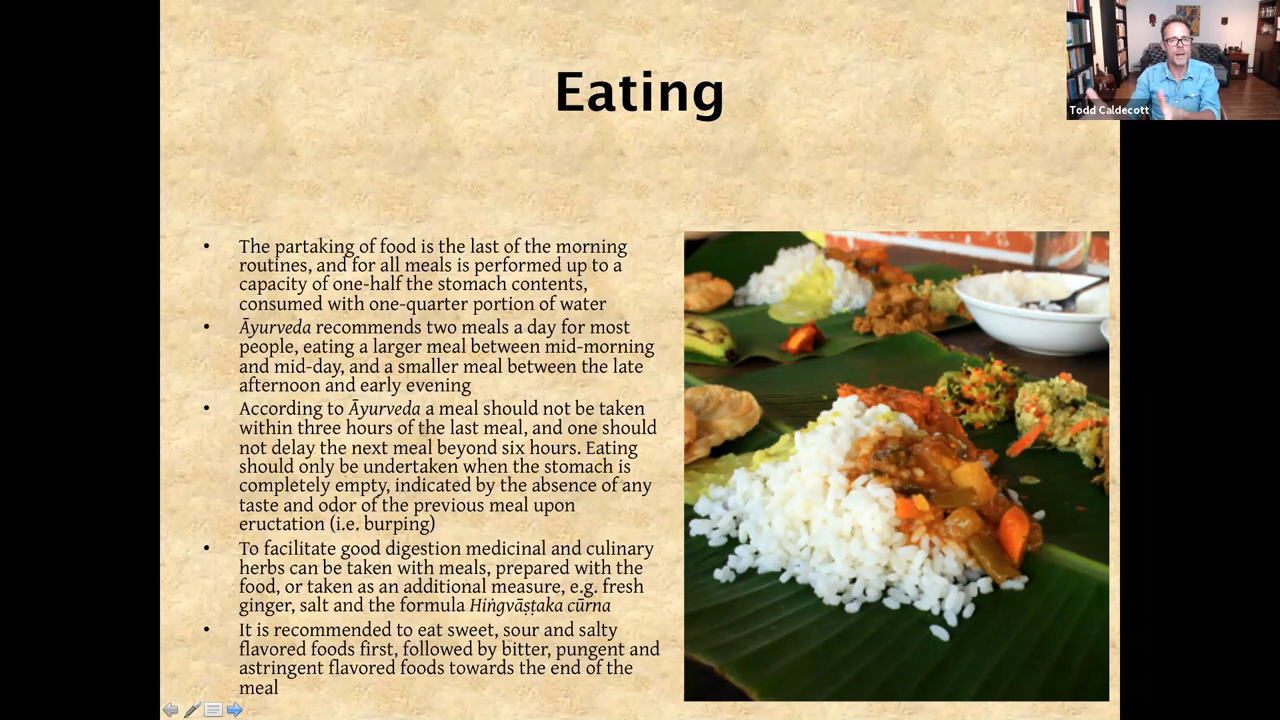 Eating
Todd Caldecott
• The partaking of food is the last of the morning
routines, and for all meals is performed up to a
capacity of one-half the stomach contents,
consumed with one-quarter portion of water
• Āyurveda recommends two meals a day for most
people, eating a larger meal between mid-morning
and mid-day, and a smaller meal between the late
afternoon and early evening
• According to Āyurveda a meal should not be taken
within three hours of the last meal, and one should
not delay the next meal beyond six hours. Eating
should only be undertaken when the stomach is
completely empty, indicated by the absence of any
taste and odor of the previous meal upon
eructation (i.e. burping)
• To facilitate good digestion medicinal and culinary
herbs can be taken with meals, prepared with the
food, or taken as an additional measure, e.g. fresh
ginger, salt and the formula Hiṅgvāṣṭaka cūrna
• It is recommended to eat sweet, sour and salty
flavored foods first, followed by bitter, pungent and
astringent flavored foods towards the end of the
meal